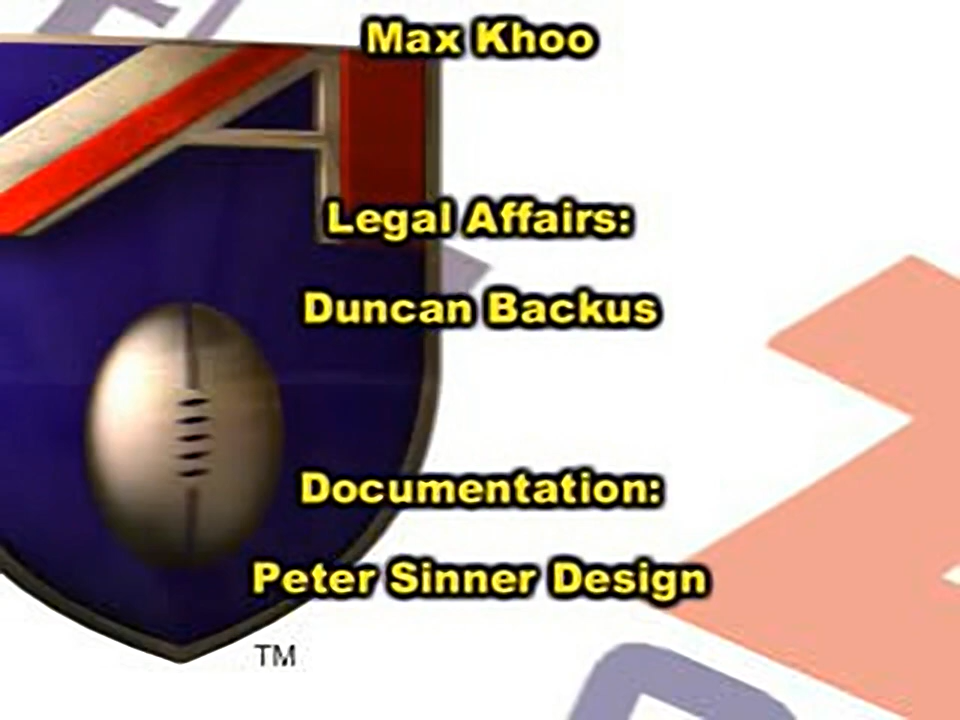 Max Khoo
Legal Affairs:
Duncan Backus
Documentation:
Peter Sinner Design
TM